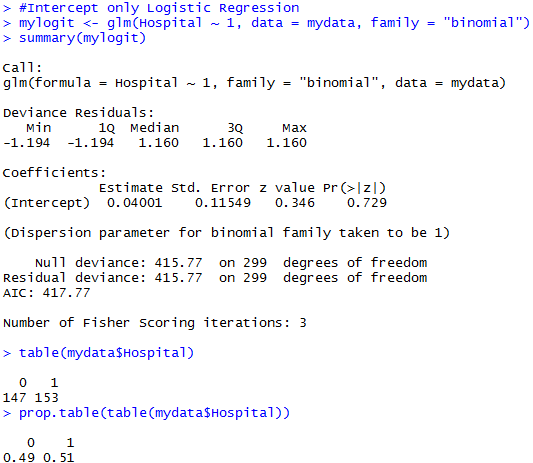 > #Intercept only Logistic Regression
> mylogit <- glm(Hospital ~ 1, data = mydata, family = "binomial")
> summary(mylogit)
Call:
glm(formula = Hospital ~ 1, family = "binomial", data = mydata)
Deviance Residuals:
Min 1Q Median 3Q Max
-1.194 -1.194 1.160 1.160 1.160
Coefficients:
Estimate Std. Error z value Pr(>|z|)
(Intercept) 0.04001 0.11549 0.346 0.729
(Dispersion parameter for binomial family taken to be 1)
Null deviance: 415.77 on 299 degrees of freedom
Residual deviance: 415.77 on 299 degrees of freedom
AIC: 417.77
Number of Fisher Scoring iterations: 3
> table(mydata$Hospital)
0 1
147 153
> prop.table(table(mydata$Hospital))
0 1
0.49 0.51